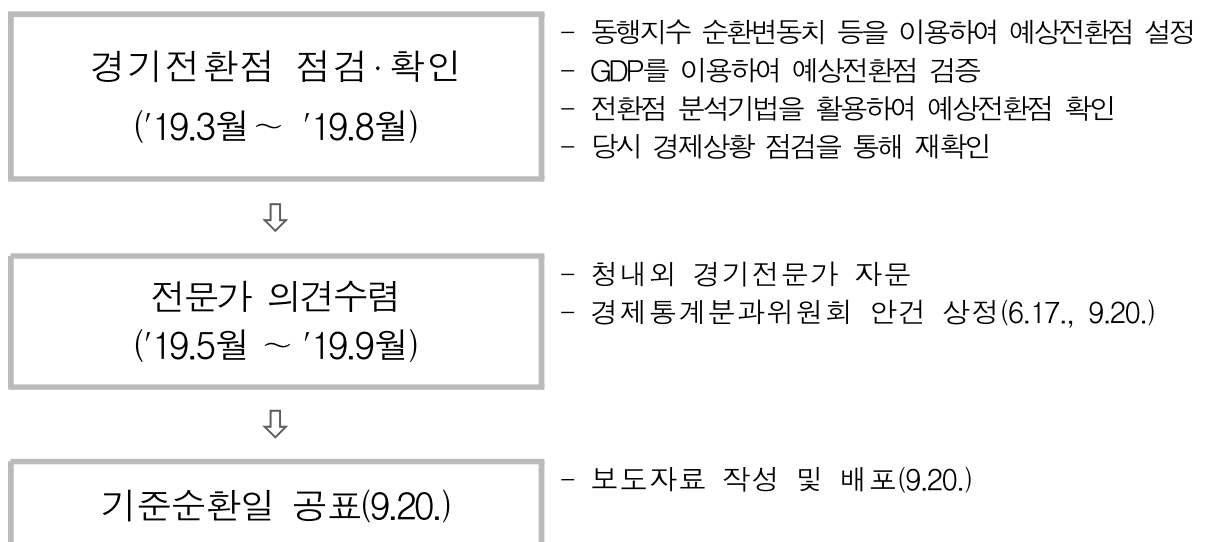 경기전환점 점검·확인
('19.3월～ '19.8월)
- 동행지수 순환변동치 등을 이용하여 예상전환점 설정
- GDP를 이용하여 예상전환점 검증
- 전환점 분석기법을 활용하여 예상전환점 확인
- 당시 경제상황 점검을 통해 재확인
⇩
전문가 의견수렴
('19.5월 ～ '19.9월)
- 청내외 경기전문가 자문
- 경제통계분과위원회 안건 상정(6.17., 9.20.)
⇩
기준순환일 공표(9.20.)
- 보도자료 작성 및 배포(9.20.)